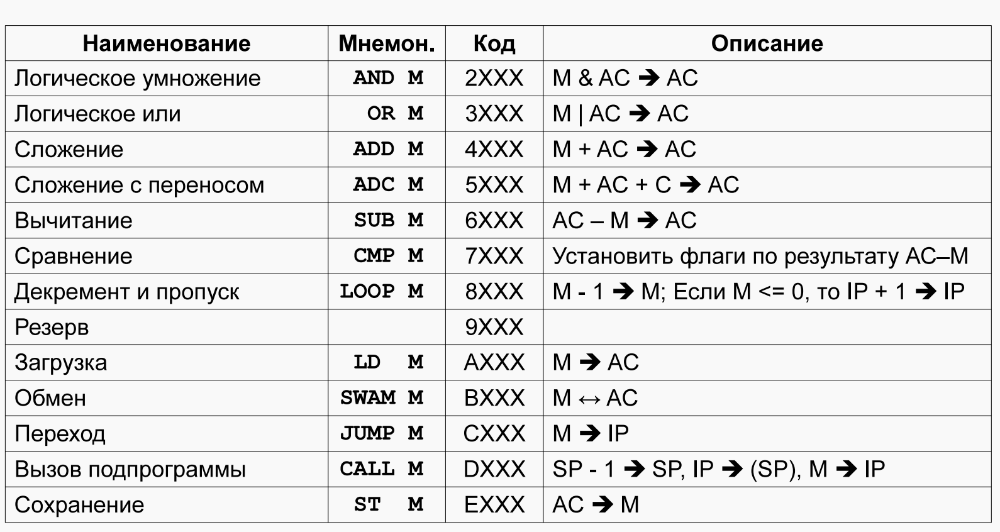 Наименование Мнемон. Код Описание
Логическое умножение AND M 2XXX M & AC ➔ AC
Логическое или OR M 3XXX M | AC ➔ AC
Сложение ADD M 4XXX M + AC ➔ AC
Сложение с переносом ADC M 5XXX M + AC + C ➔ AC
Вычитание SUB M 6XXX AC – M ➔ AC
Сравнение CMP M 7XXX Установить флаги по результату AC–M
Декремент и пропуск LOOP M 8XXX M - 1 ➔ M; Если M <= 0, то IP + 1 ➔ IP
Резерв 9XXX
Загрузка LD M AXXX M ➔ AC
Обмен SWAM M BXXX M ↔ AC
Переход JUMP M CXXX M ➔ IP
Вызов подпрограммы CALL M DXXX SP - 1 ➔ SP, IP ➔ (SP), M ➔ IP
Сохранение ST M EXXX AC ➔ M